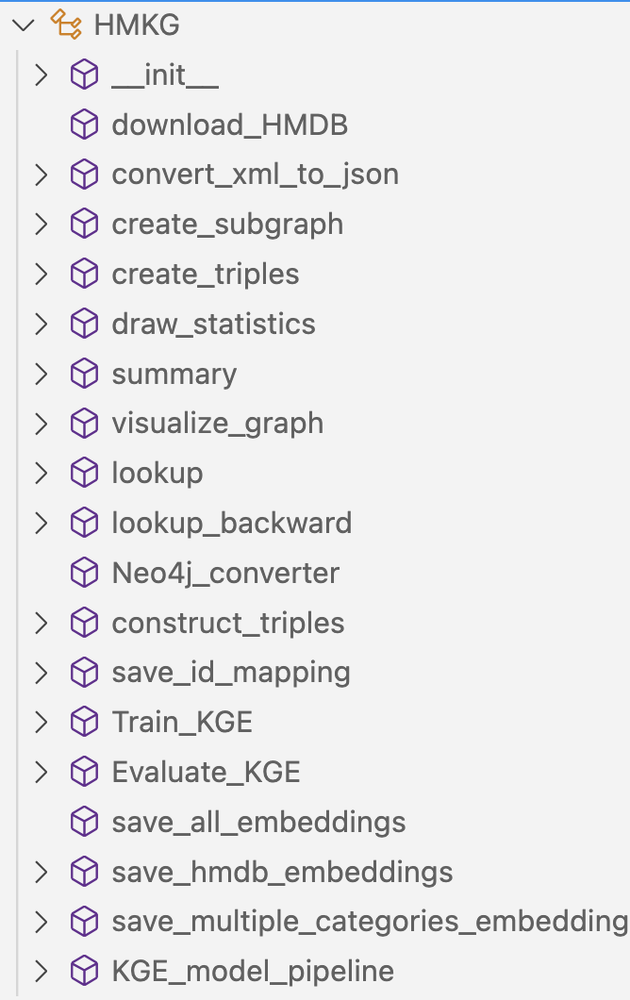 HMKG
__init__
download_HMDB
convert_xml_to_json
create_subgraph
create_triples
draw_statistics
summary
visualize_graph
lookup
lookup_backward
Neo4j_converter
construct_triples
save_id_mapping
Train_KGE
Evaluate_KGE
save_all_embeddings
save_hmdb_embeddings
save_multiple_categories_embedding
KGE_model_pipeline